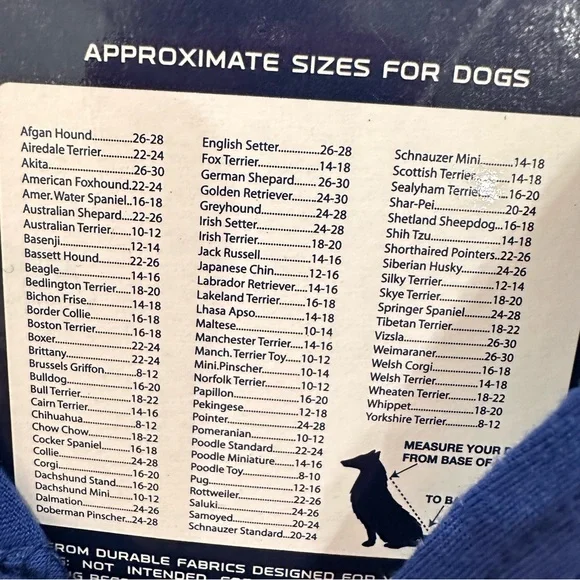 APPROXIMATE SIZES FOR DOGS
Afgan Hound..............26-28
Airedale Terrier...........22-24
Akita..............................26-30
American Foxhound.22-24
Amer. Water Spaniel.16-18
Australian Shepard....22-26
Australian Terrier........10-12
Basenji..........................12-14
Bassett Hound............22-26
Beagle...........................14-16
Bedlington Terrier......18-20
Bichon Frise.................14-18
Border Collie................16-18
Boston Terrier.............16-18
Boxer.............................22-24
Brittany.........................22-24
Brussels Griffon...........8-12
Bulldog.........................16-20
Bull Terrier....................18-22
Cairn Terrier.................14-16
Chihuahua...................8-12
Chow Chow.................18-22
Cocker Spaniel............16-18
Collie.............................24-28
Corgi.............................16-20
Dachshund Stand......16-20
Dachshund Mini.........10-12
Dalmation....................24-26
Doberman Pinscher...24-28
English Setter..............26-28
Fox Terrier....................14-18
German Shepard........26-30
Golden Retriever.........24-30
Greyhound...................24-28
Irish Setter....................24-28
Irish Terrier...................18-20
Jack Russell..................14-16
Japanese Chin.............12-16
Labrador Retriever......14-16
Lakeland Terrier..........16-18
Lhasa Apso...................14-18
Maltese.........................10-14
Manchester Terrier.....14-16
Manch. Terrier Toy......10-12
Mini.Pinscher...............10-14
Norfolk Terrier.............10-12
Papillon.........................16-20
Pekingese.....................12-18
Pointer..........................24-28
Pomeranian.................10-12
Poodle Standard.........22-24
Poodle Miniature........14-16
Poodle Toy....................8-10
Pug................................12-16
Rottweiler.....................22-26
Saluki............................24-26
Samoyed......................20-24
Schnauzer Standard...20-24
Schnauzer Mini............14-18
Scottish Terrier............14-18
Sealyham Terrier.........16-20
Shar-Pei........................20-24
Shetland Sheepdog...16-18
Shih Tzu........................14-18
Shorthaired Pointers..22-26
Siberian Husky............24-26
Silky Terrier..................12-14
Skye Terrier..................18-20
Springer Spaniel..........24-28
Tibetan Terrier.............18-22
Vizsla.............................26-30
Weimaraner.................26-30
Welsh Corgi.................16-18
Welsh Terrier................14-18
Wheaten Terrier..........18-22
Whippet.......................18-20
Yorkshire Terrier..........8-12
MEASURE YOUR
FROM BASE OF
TO
FROM DURABLE FABRICS DESIGNED FOR
NOT INTENDED